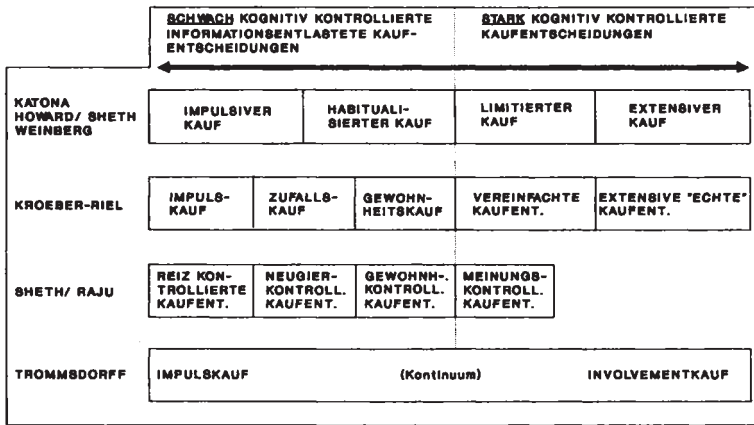 SCHWACH KOGNITIV KONTROLLIERTE
INFORMATIONSENTLASTETE KAUF-
ENTSCHEIDUNGEN
STARK KOGNITIV KONTROLLIERTE
KAUFENTSCHEIDUNGEN
KATONA
HOWARD/ SHETH
WEINBERG
IMPULSIVER
KAUF
HABITUALI-
SIERTER KAUF
LIMITIERTER
KAUF
EXTENSIVER
KAUF
KROEBER-RIEL
IMPULS-
KAUF
ZUFALLS-
KAUF
GEWOHN-
HEITSKAUF
VEREINFACHTE
KAUFENT.
EXTENSIVE "ECHTE"
KAUFENT.
SHETH/ RAJU
REIZ KON-
TROLLIERTE
KAUFENT.
NEUGIER-
KONTROLL.
KAUFENT.
GEWOHNH-.
KONTROLL.
KAUFENT.
MEINUNGS-
KONTROLL.
KAUFENT.
TROMMSDORFF
IMPULSKAUF
(Kontinuum)
INVOLVEMENTKAUF